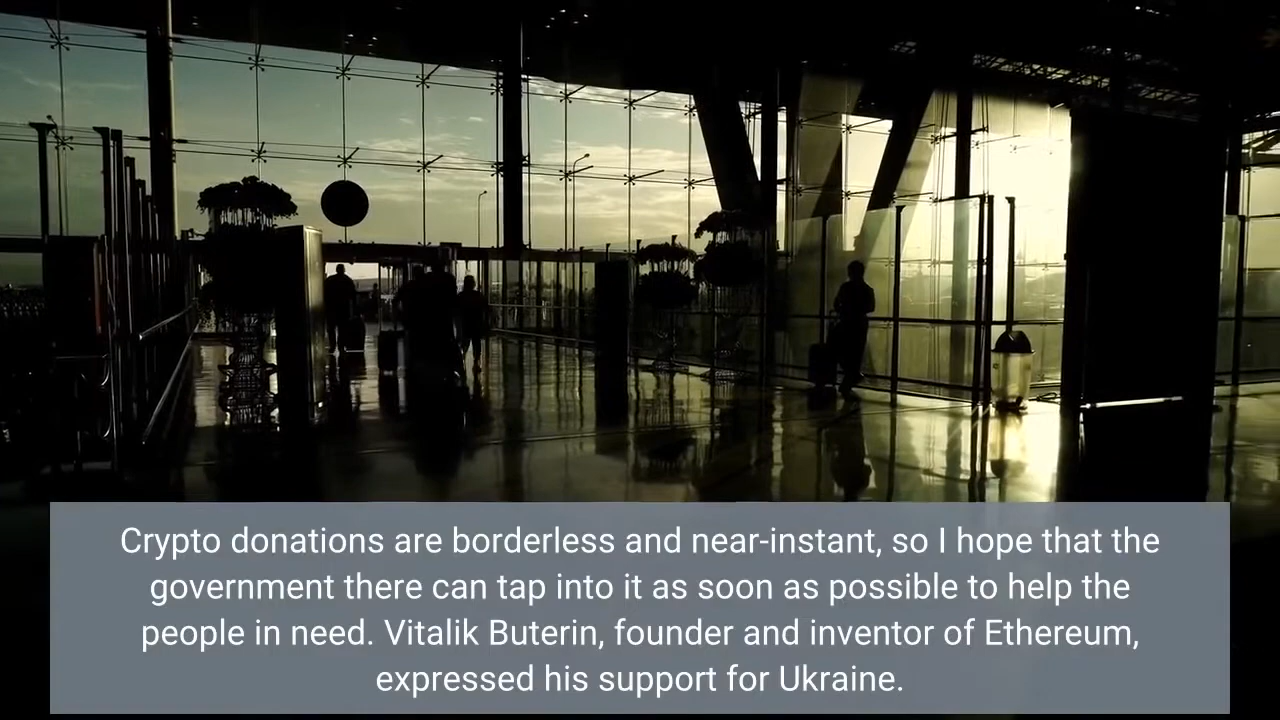 Crypto donations are borderless and near-instant, so I hope that the
government there can tap into it as soon as possible to help the
people in need. Vitalik Buterin, founder and inventor of Ethereum,
expressed his support for Ukraine.